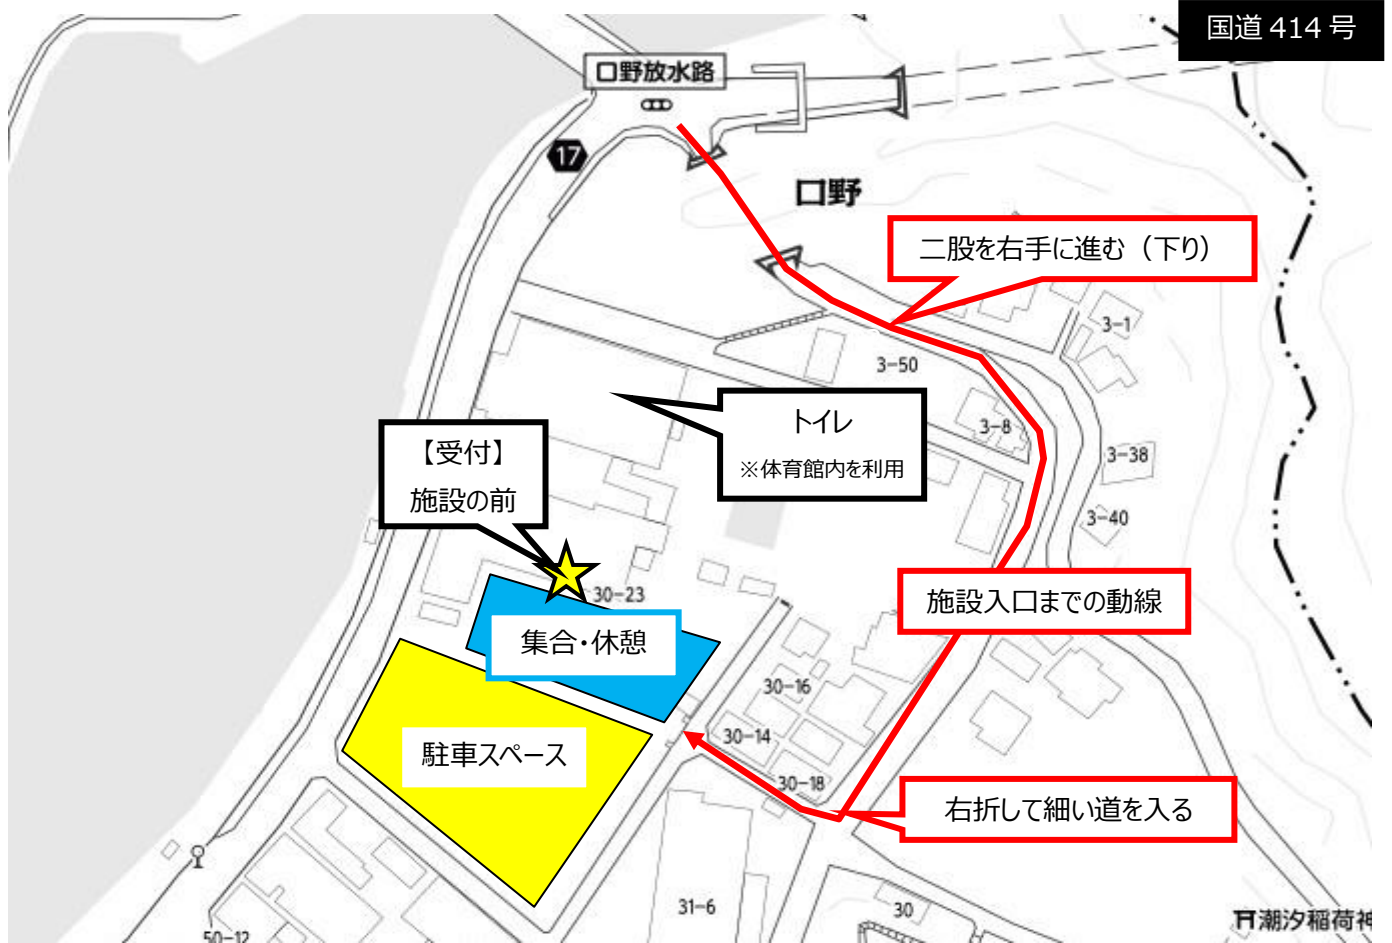 国道 414 号
口野放水路
17
口野
二股を右手に進む（下り）
3-1
3-50
トイレ
※体育館内を利用
3-8
【受付】
施設の前
3-38
3-40
30-23
施設入口までの動線
集合・休憩
30-16
30-14
駐車スペース
30-18
右折して細い道を入る
31-6
30
潮汐稲荷神
50-12